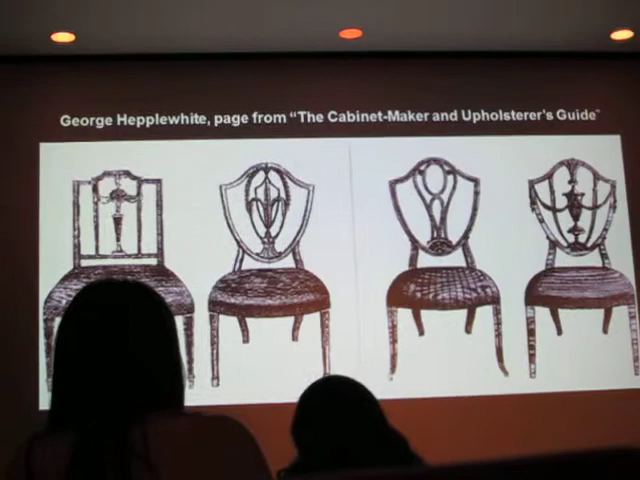 George Hepplewhite, page from “The Cabinet-Maker and Upholsterer's Guide”